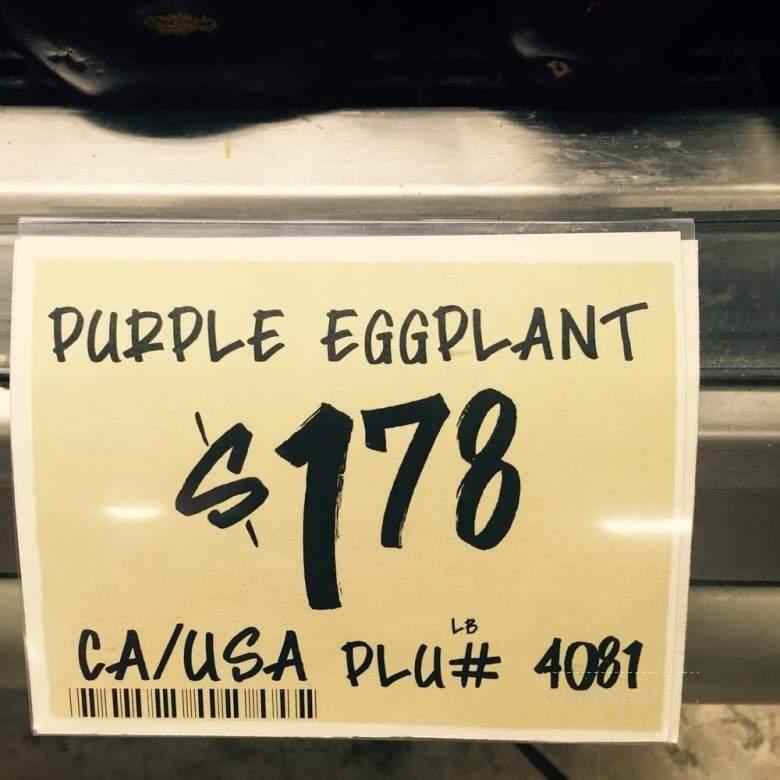 PURPLE EGGPLANT
$178
LB
CA/USA PLU# 4081